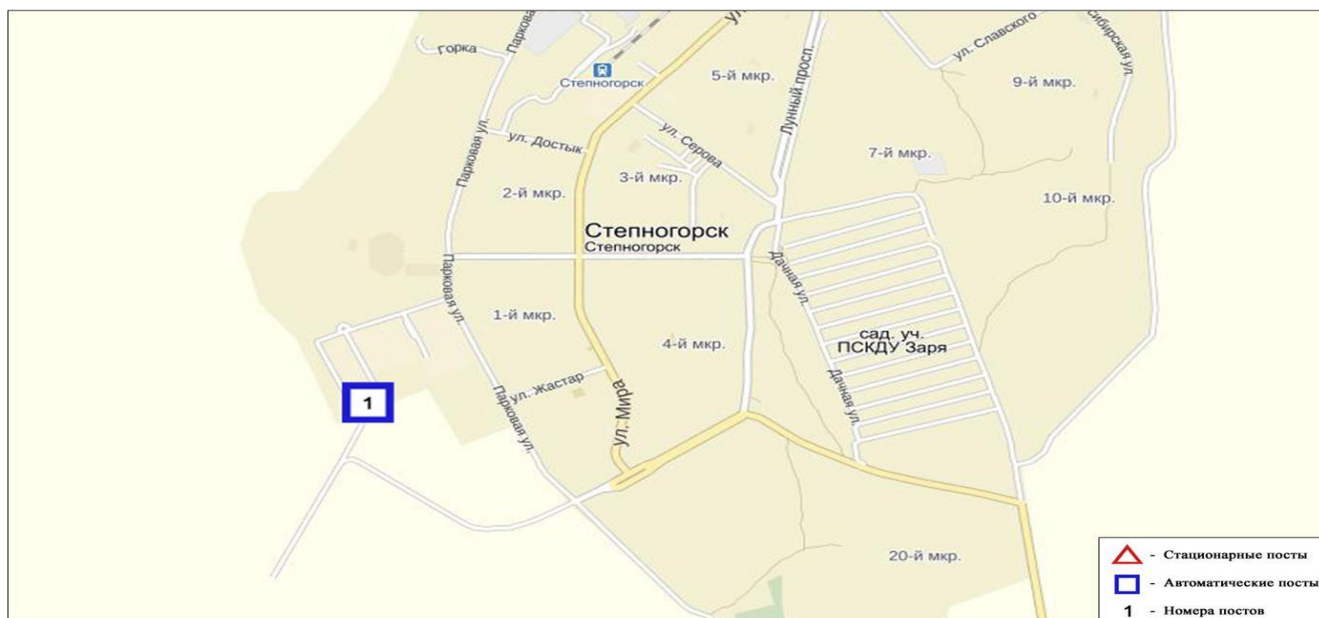 Парковая
ул.
Лунный просп.
ул. Славского
сибирская ул.
Горка
Степногорск
5-й мкр.
9-й мкр.
ул. Достык
ул. Серова
Парковая ул.
7-й мкр.
3-й мкр.
2-й мкр.
10-й мкр.
Степногорск
Степногорск
Парковая ул.
Дачная ул.
1-й мкр.
4-й мкр.
сад. уч.
ПСКДУ Заря
ул. Жастар
1
ул. Мира
Парковая ул.
Дачная ул.
20-й мкр.
- Стационарные посты
- Автоматические посты
1 - Номера постов